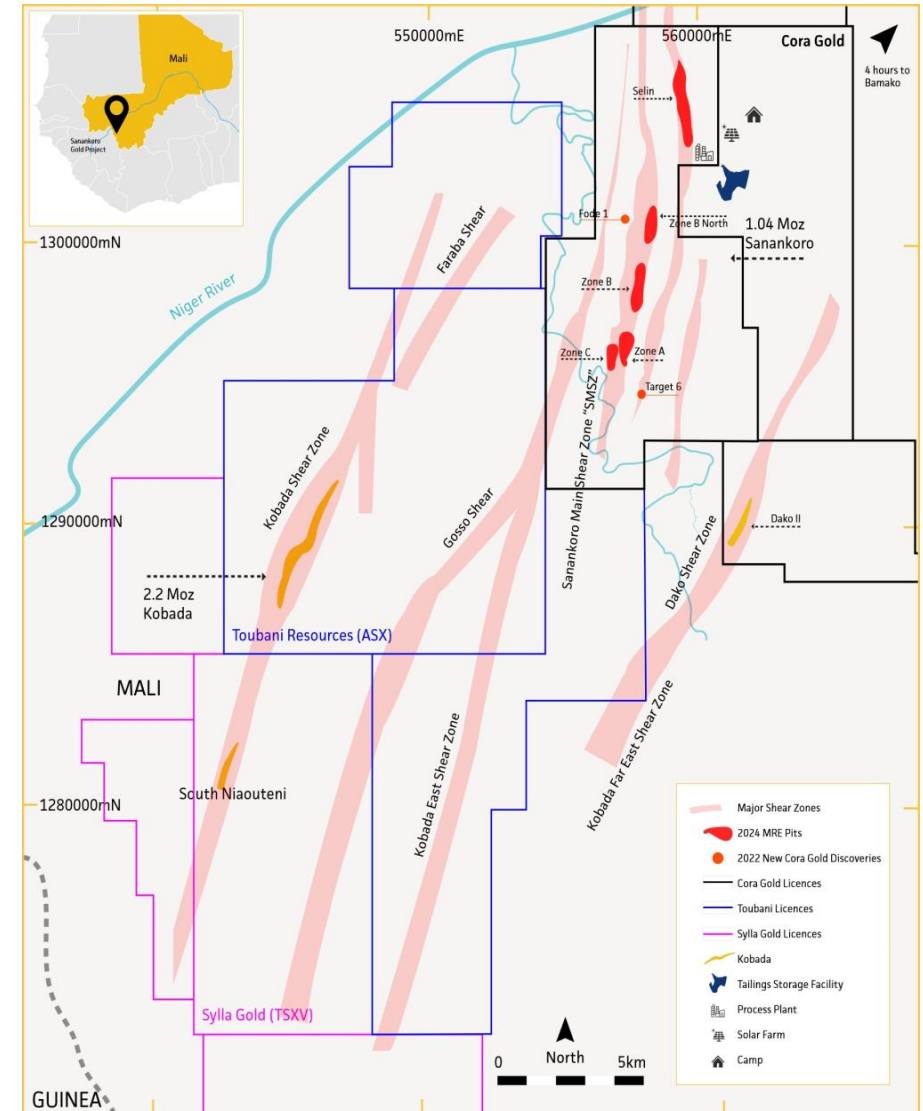 Mali
Sanankoro
Gold Project
550000mE
560000mE
Cora Gold
4 hours to
Bamako
Selin
Niger River
Faraba Shear
Fode 1
Zone B North
1.04 Moz
Sanankoro
1300000mN
Zone B
Zone C
Zone A
Target 6
Sanankoro Main Shear Zone "SMSZ"
Kobada Shear Zone
Gosso Shear
1290000mN
Dako II
Dako Shear Zone
2.2 Moz
Kobada
Toubani Resources (ASX)
MALI
South Niaouteni
1280000mN
Kobada East Shear Zone
Kobada Far East Shear Zone
Sylla Gold (TSXV)
GUINEA
North
0
5km
Major Shear Zones
2024 MRE Pits
2022 New Cora Gold Discoveries
Cora Gold Licences
Toubani Licences
Sylla Gold Licences
Kobada
Tailings Storage Facility
Process Plant
Solar Farm
Camp